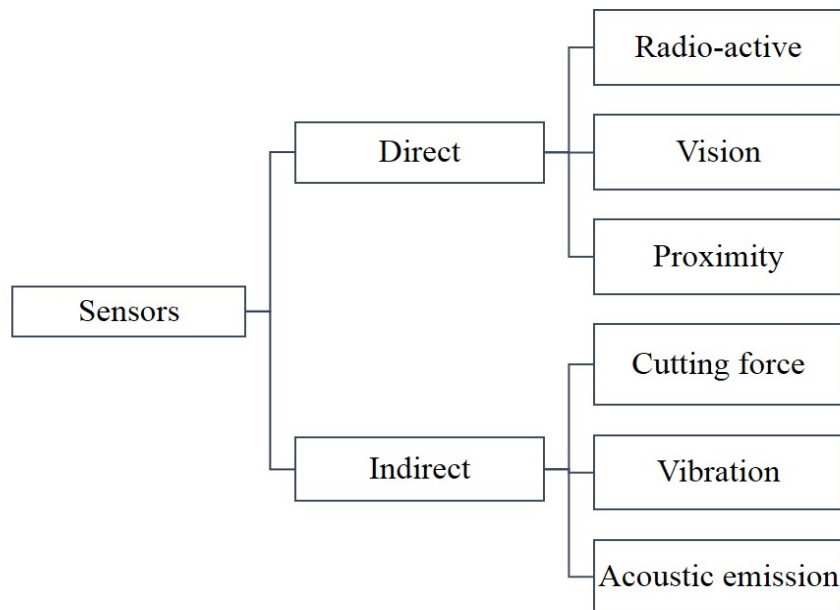 Sensors
Direct
Radio-active
Vision
Proximity
Indirect
Cutting force
Vibration
Acoustic emission